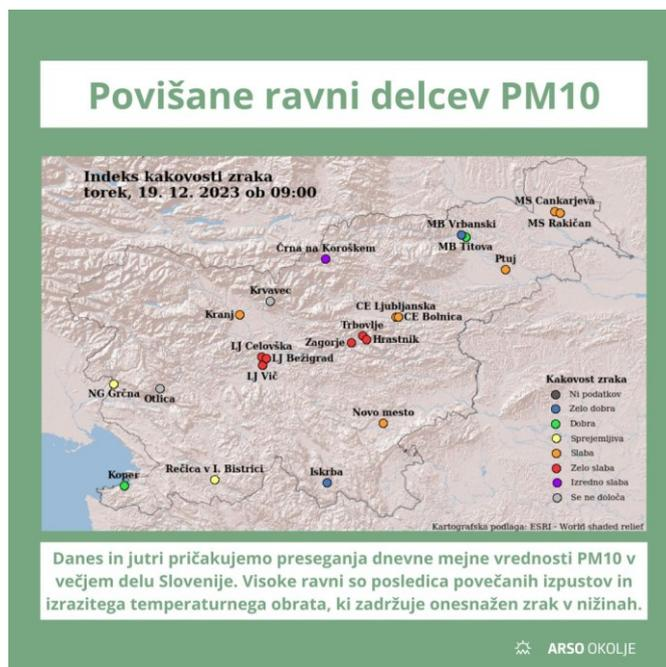 Povišane ravni delcev PM10
Indeks kakovosti zraka
torek, 19. 12. 2023 ob 09:00
MS Cankarjeva
MS Rakičan
MB Vrbanski
MB Titova
Črna na Koroškem
Ptuj
Krvavec
Kranj
CE Ljubljanska
CE Bolnica
Trbovlje
Zagorje
Hrastnik
LJ Celovška
LJ Bežigrad
LJ Vič
NG Grčna
Otlica
Novo mesto
Koper
Rečica v I. Bistrici
Iskrba
Kakovost zraka
Ni podatkov
Zelo dobra
Dobra
Sprejemljiva
Slaba
Zelo slaba
Izredno slaba
Se ne določa
Kartografska podlaga: ESRI - World shaded relief
Danes in jutri pričakujemo preseganja dnevne mejne vrednosti PM10 v
večjem delu Slovenije. Visoke ravni so posledica povečanih izpustov in
izrazitega temperaturnega obrata, ki zadržuje onesnažen zrak v nižinah.
ARSO OKOLJE